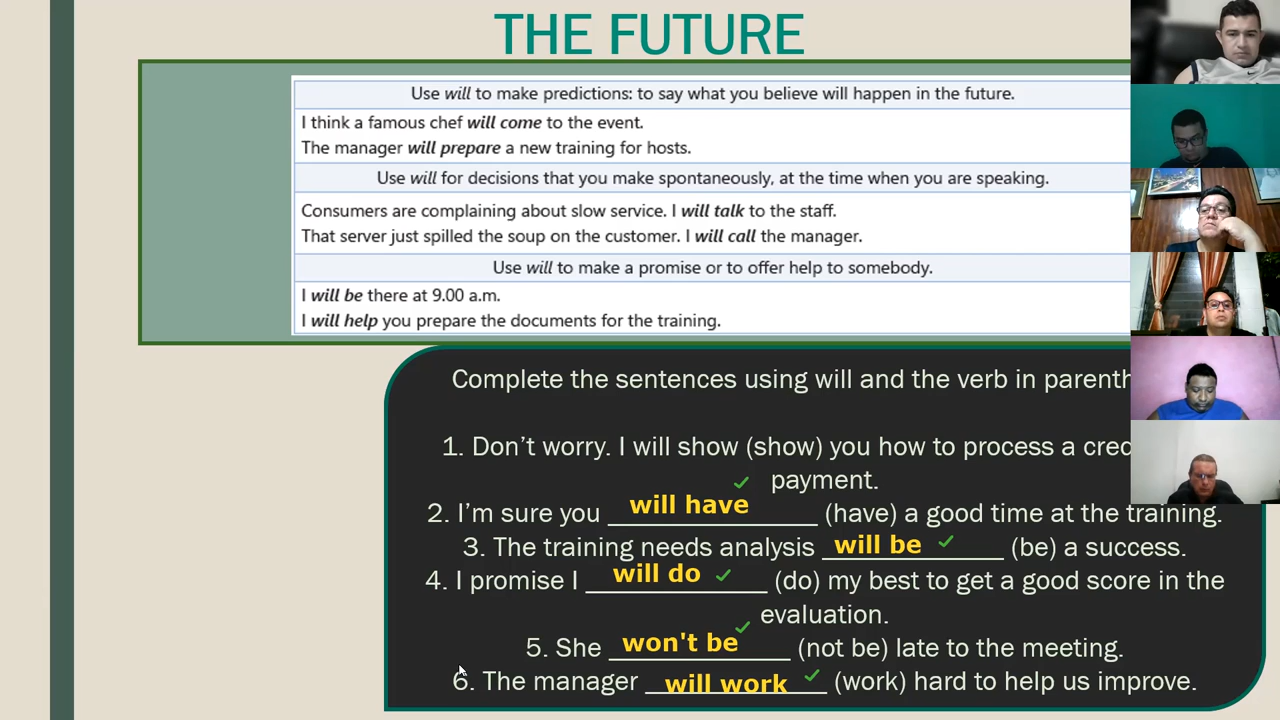 THE FUTURE
Use will to make predictions: to say what you believe will happen in the future.
I think a famous chef will come to the event.
The manager will prepare a new training for hosts.
Use will for decisions that you make spontaneously, at the time when you are speaking.
Consumers are complaining about slow service. I will talk to the staff.
That server just spilled the soup on the customer. I will call the manager.
Use will to make a promise or to offer help to somebody.
I will be there at 9.00 a.m.
I will help you prepare the documents for the training.
Complete the sentences using will and the verb in
1. Don't worry. I will show (show) you how to process a
payment.
2. I'm sure you will have (have) a good time at the training.
3. The training needs analysis will be (be) a success.
4. I promise I will do (do) my best to get a good score in the
evaluation.
5. She won't be (not be) late to the meeting.
6. The manager will work (work) hard to help us improve.